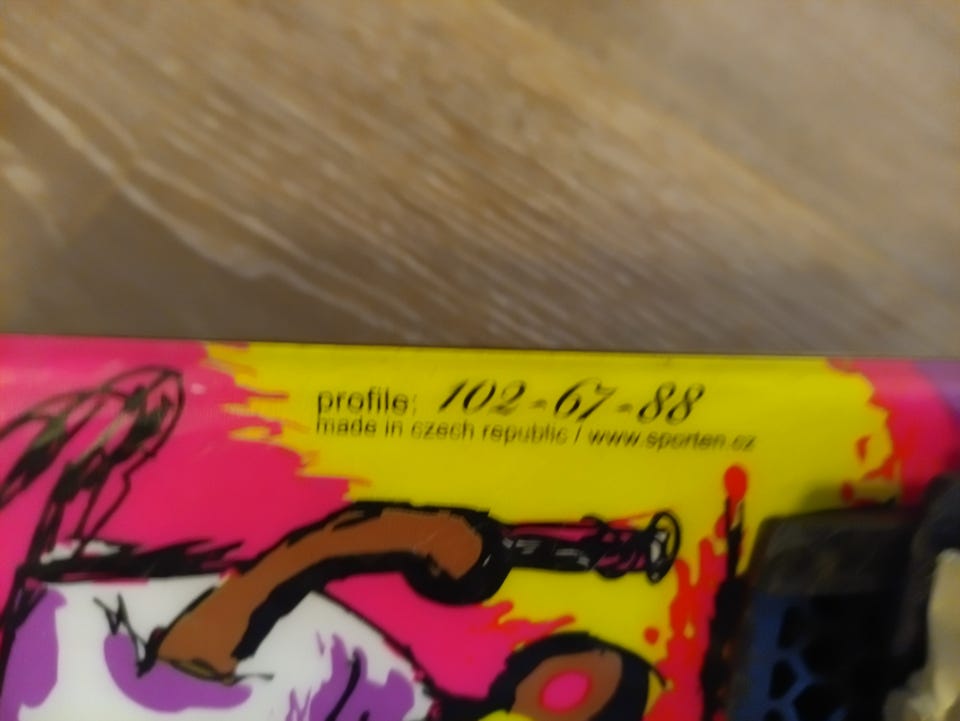 profile: 102-67-88
made in czech republic / www.sporten.cz